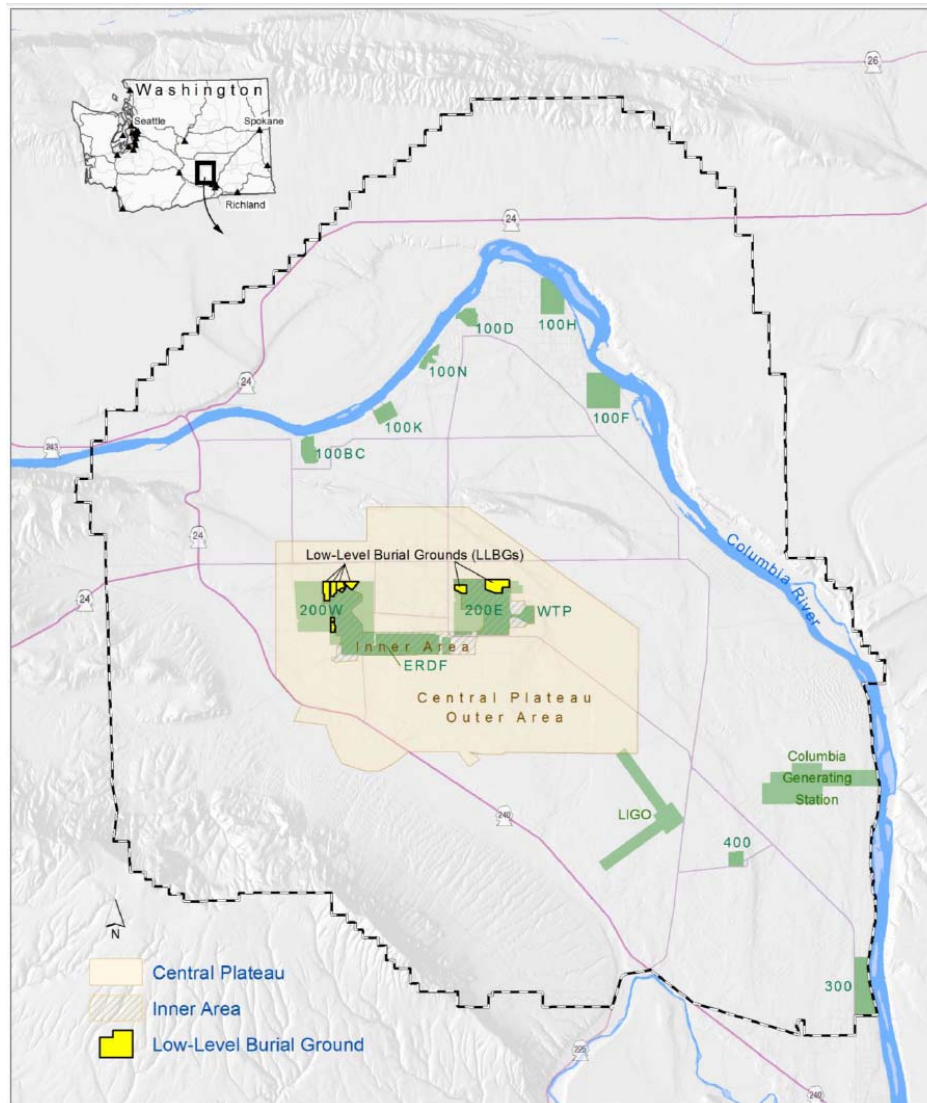 26
Washington
Seattle
Spokane
Richland
24
100D
100H
100N
24
100F
100K
243
100BC
24
Columbia River
Low-Level Burial Grounds (LLBGs)
24
200W
200E
WTP
Inner Area
ERDF
Central Plateau
Outer Area
Columbia
Generating
Station
LIGO
240
400
N
Central Plateau
Inner Area
Low-Level Burial Ground
300
225
240